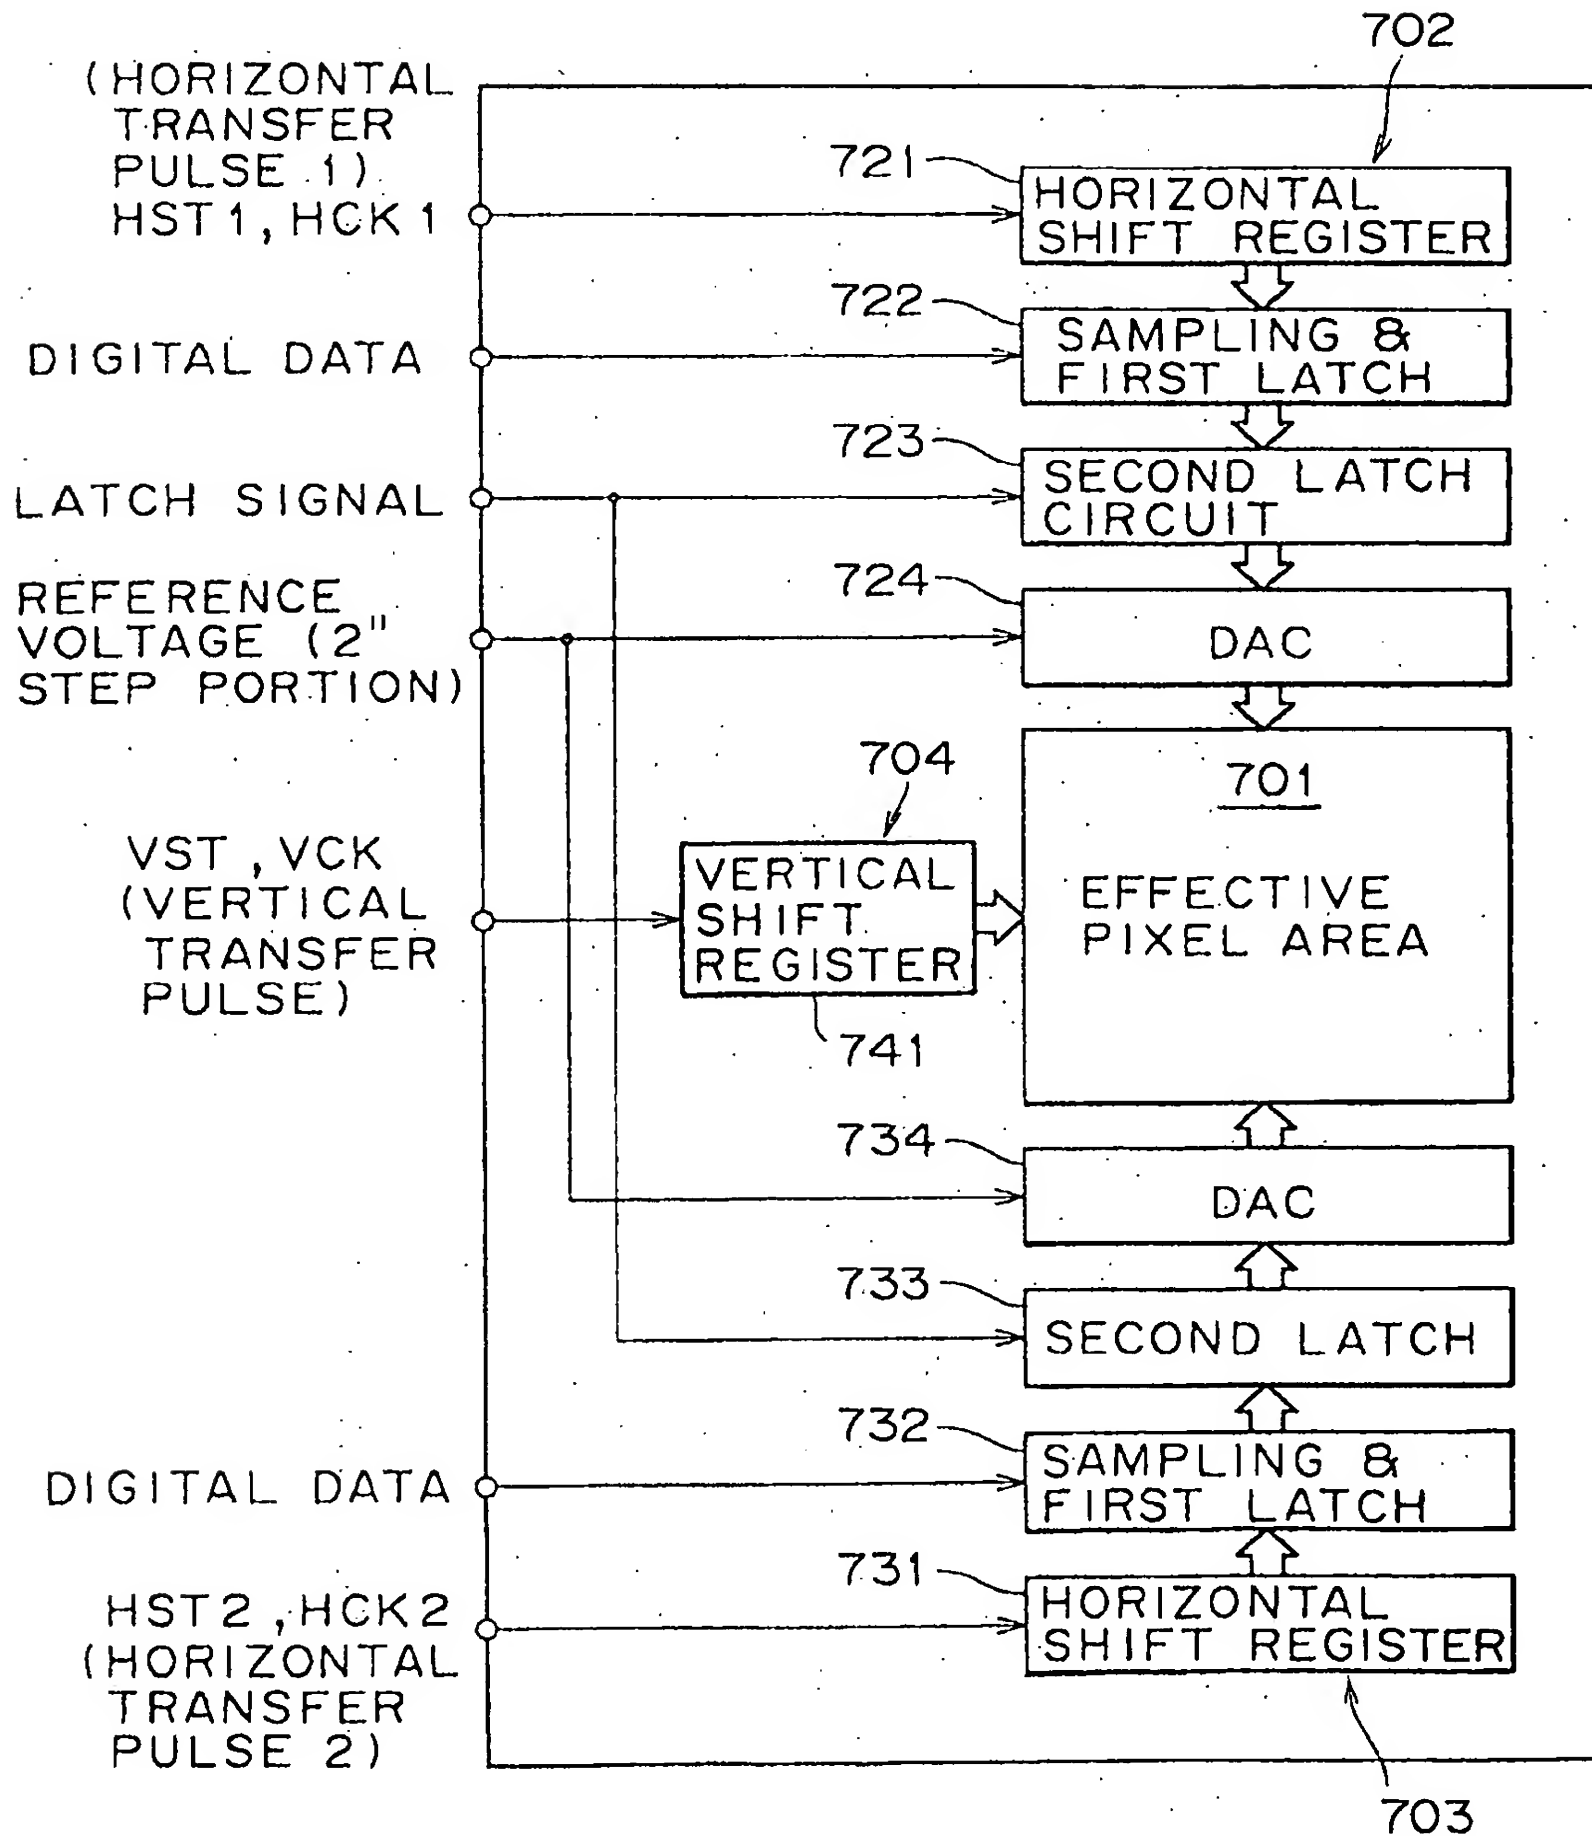 702
(HORIZONTAL
TRANSFER
PULSE 1)
HST1, HCK1
721
HORIZONTAL
SHIFT REGISTER
722
DIGITAL DATA
SAMPLING &
FIRST LATCH
723
LATCH SIGNAL
SECOND LATCH
CIRCUIT
724
REFERENCE
VOLTAGE (2"
STEP PORTION)
DAC
704
701
VST, VCK
(VERTICAL
TRANSFER
PULSE)
VERTICAL
SHIFT
REGISTER
741
EFFECTIVE
PIXEL AREA
734
DAC
733
SECOND LATCH
732
DIGITAL DATA
SAMPLING &
FIRST LATCH
731
HST2, HCK2
(HORIZONTAL
TRANSFER
PULSE 2)
HORIZONTAL
SHIFT REGISTER
703